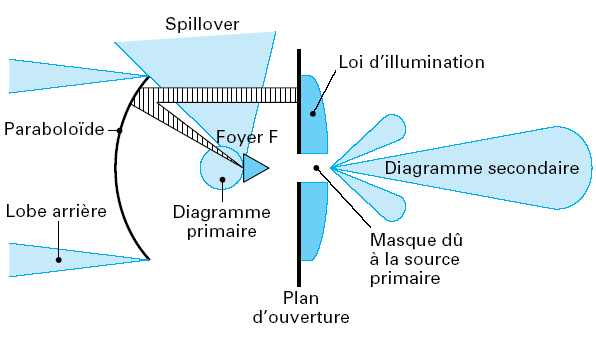 Spillover
Loi d'illumination
Paraboloïde
Foyer F
Diagramme secondaire
Lobe arrière
Diagramme
primaire
Masque dû
à la source
primaire
Plan
d'ouverture